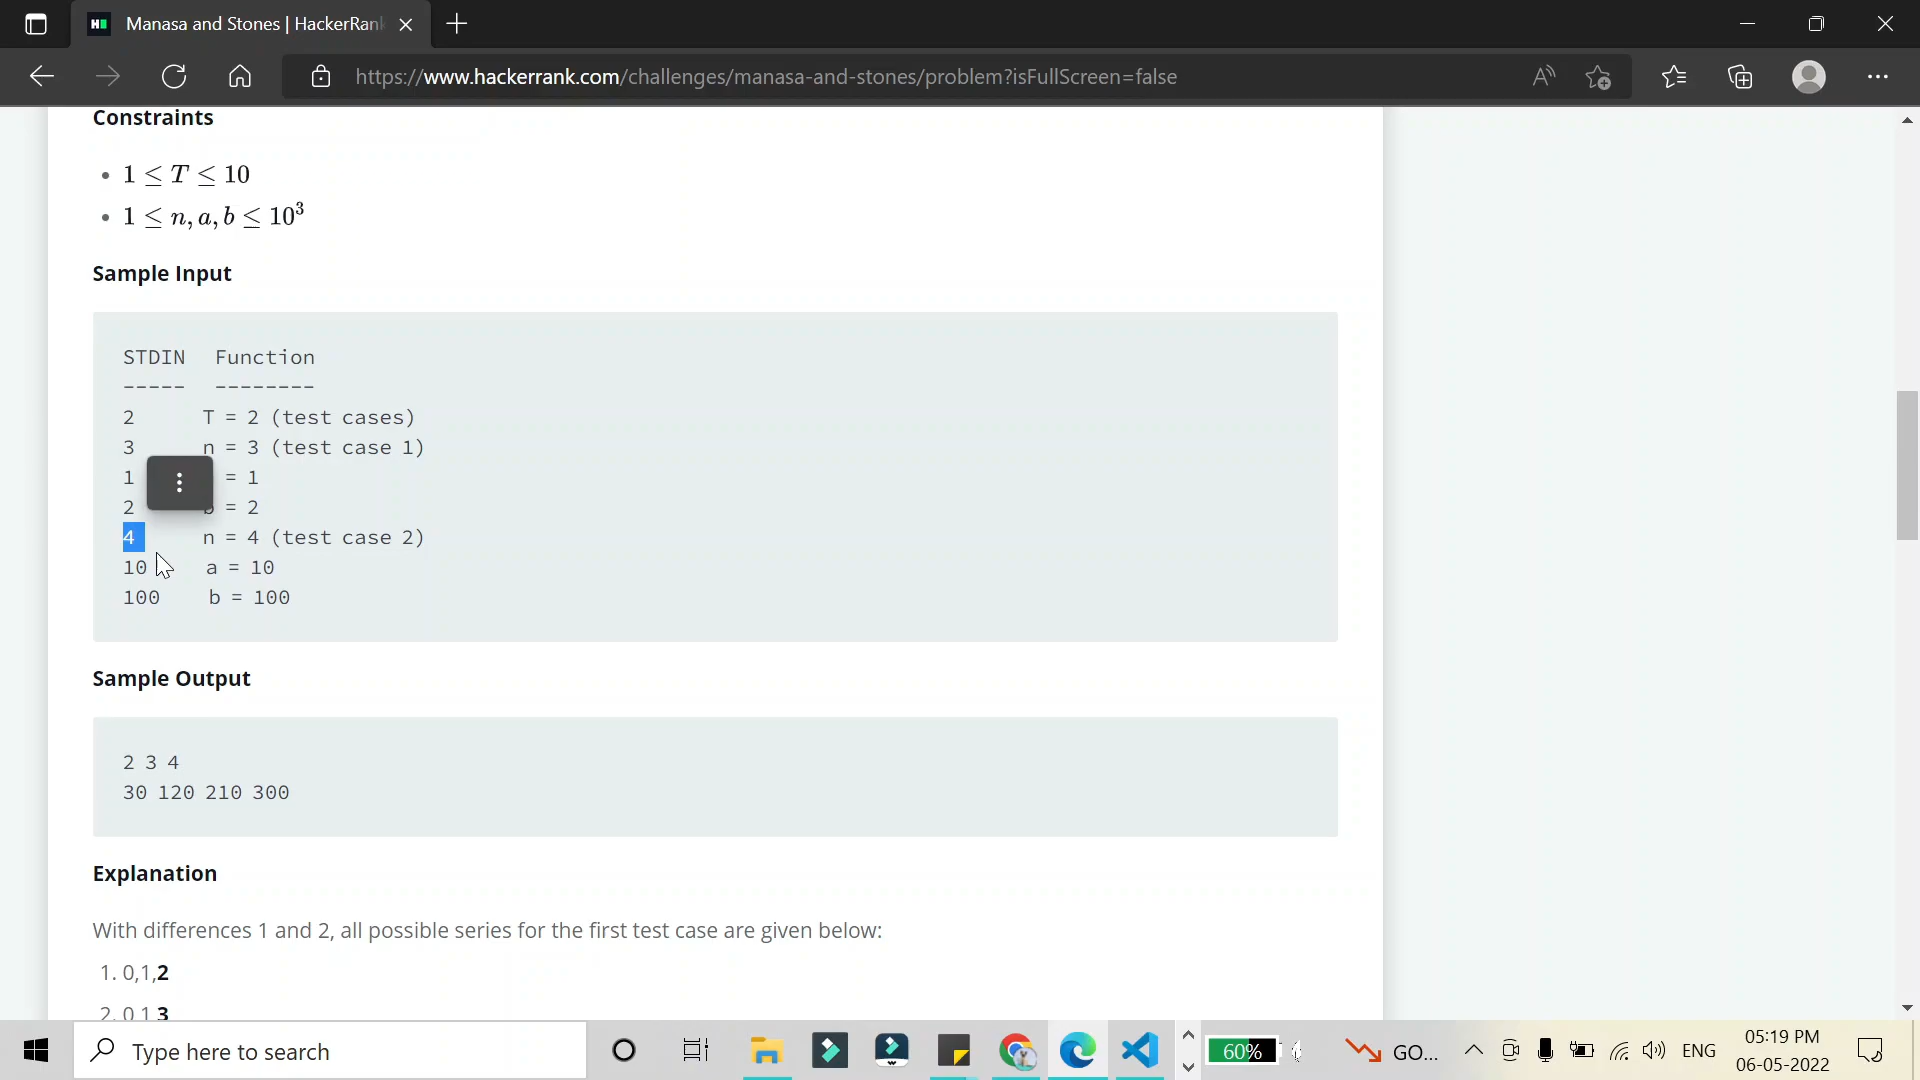 Manasa and Stones | HackerRank
https://www.hackerrank.com/challenges/manasa-and-stones/problem?isFullScreen=false
Constraints
• 1 ≤ T ≤ 10
• 1 ≤ n, a, b ≤ 10³
Sample Input
STDIN Function
----- --------
2 T = 2 (test cases)
3 n = 3 (test case 1)
1 = 1
2 b = 2
4 n = 4 (test case 2)
10 a = 10
100 b = 100
Sample Output
2 3 4
30 120 210 300
Explanation
With differences 1 and 2, all possible series for the first test case are given below:
1. 0,1,2
2. 0,1,3
Type here to search
60%
GO...
ENG
05:19 PM
06-05-2022